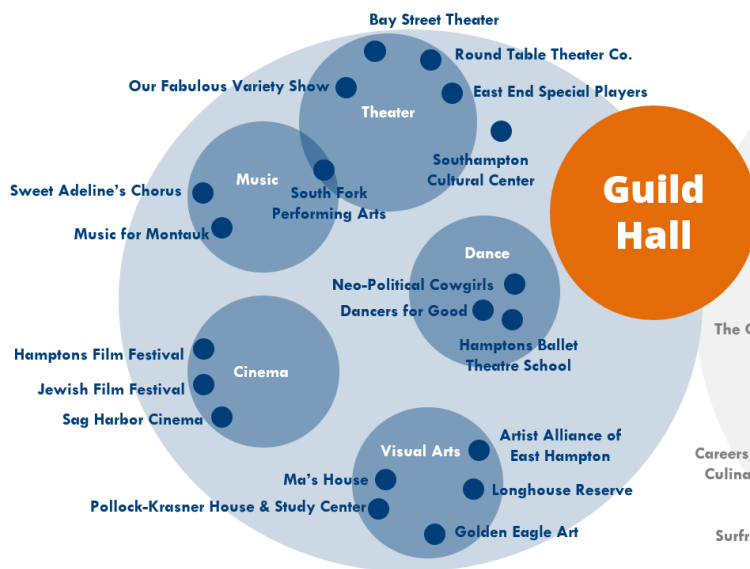 Bay Street Theater
Round Table Theater Co.
Our Fabulous Variety Show
East End Special Players
Theater
Southampton
Cultural Center
Music
Sweet Adeline's Chorus
South Fork
Performing Arts
Music for Montauk
Guild
Hall
Dance
Neo-Political Cowgirls
Dancers for Good
Hamptons Ballet
Theatre School
The
Hamptons Film Festival
Cinema
Jewish Film Festival
Sag Harbor Cinema
Visual Arts
Artist Alliance of
East Hampton
Careers
Ma's House
Longhouse Reserve
Pollock-Krasner House & Study Center
Golden Eagle Art